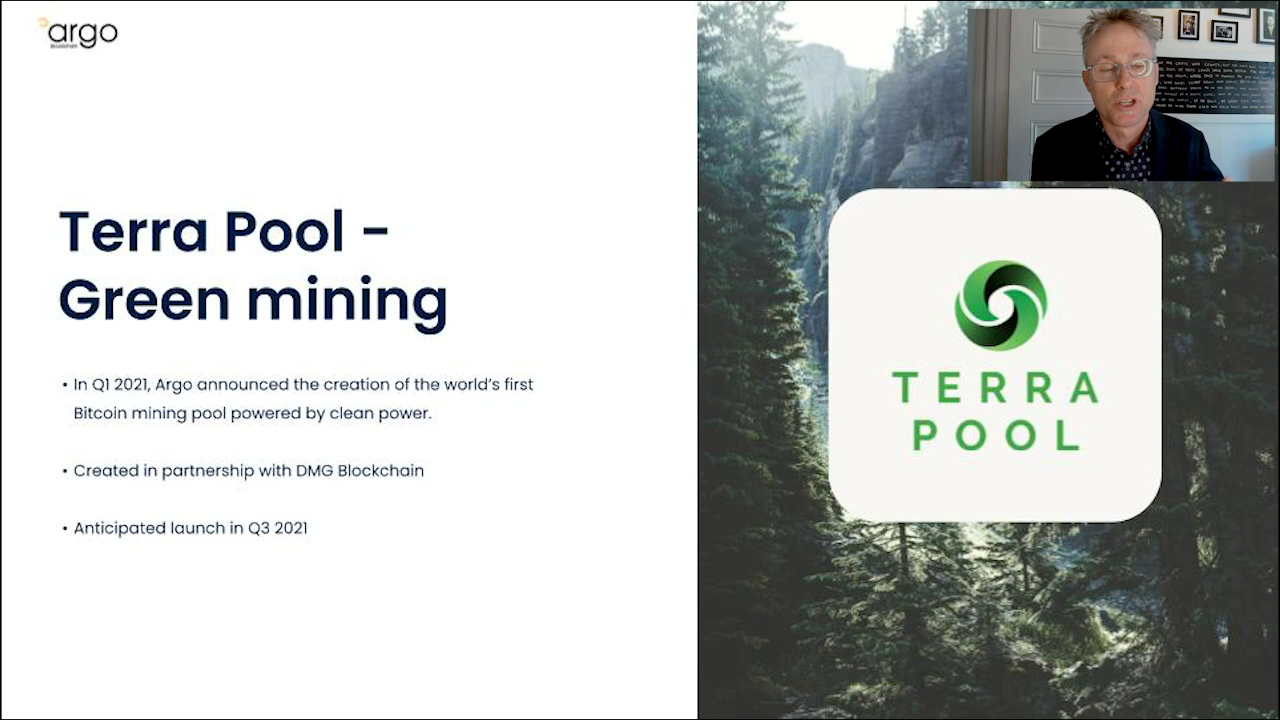 argo
Blockchain
Terra Pool -
Green mining
• In Q1 2021, Argo announced the creation of the world's first
Bitcoin mining pool powered by clean power.
• Created in partnership with DMG Blockchain
• Anticipated launch in Q3 2021
TERRA
POOL